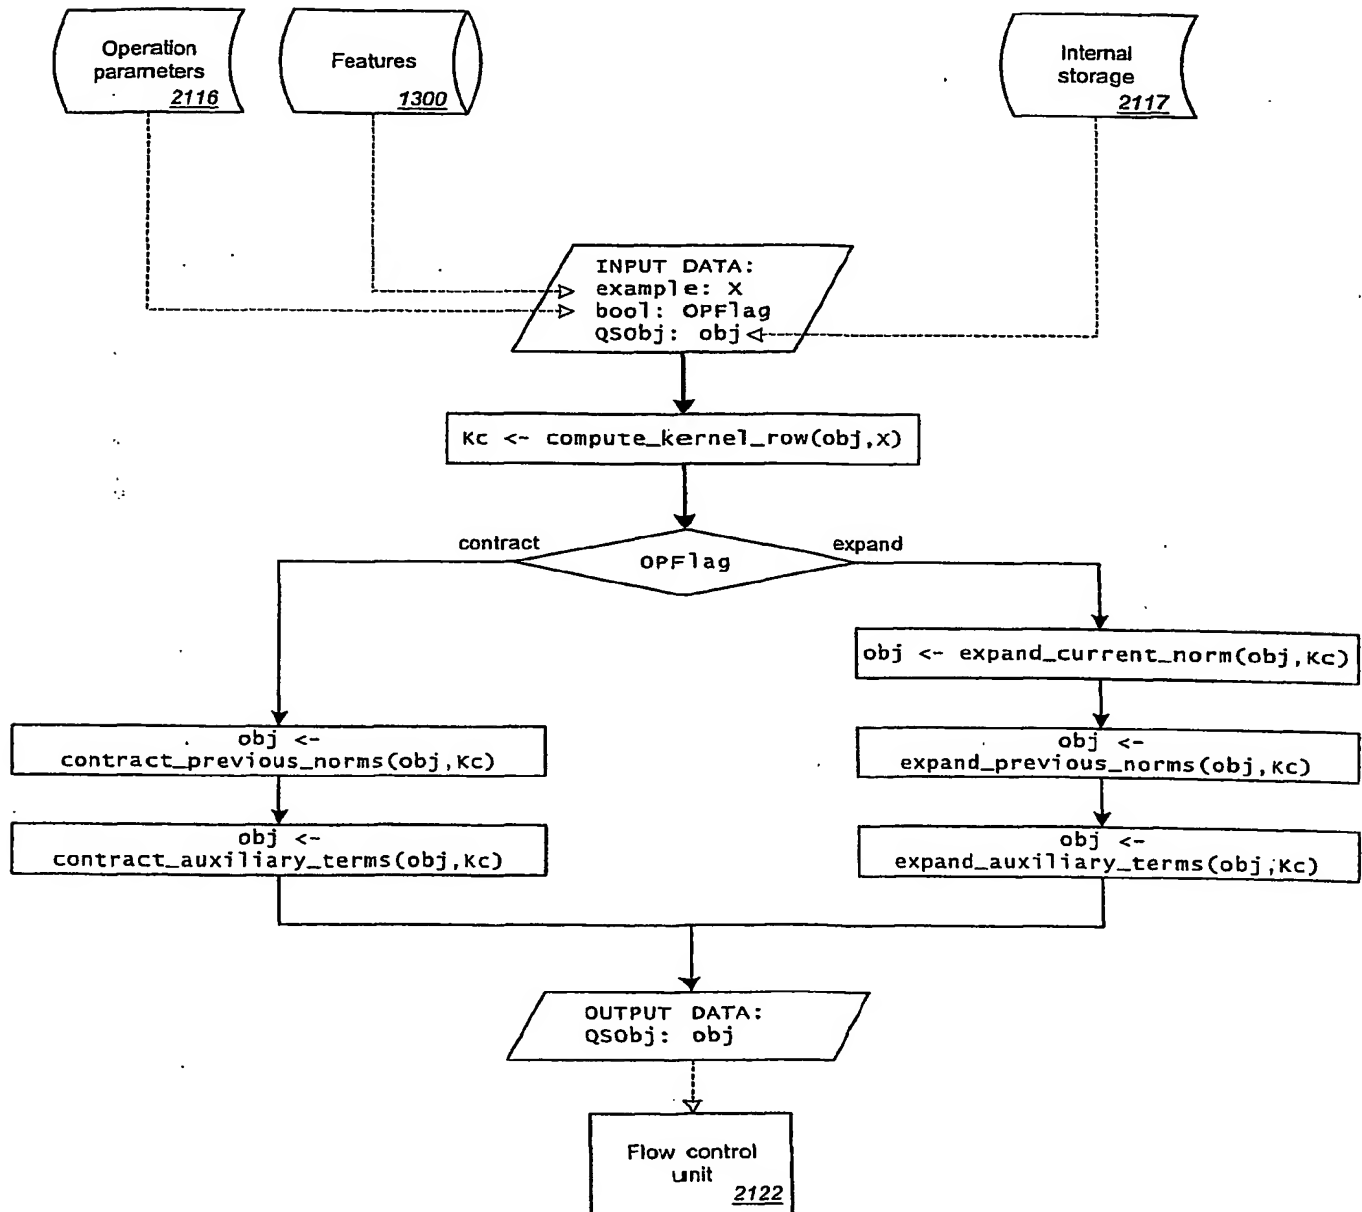 Operation
parameters
2116
Features
1300
Internal
storage
2117
INPUT DATA:
example: X
bool: OPFlag
QSObj: obj
Kc <- compute_kernel_row(obj,X)
contract
OPFlag
expand
obj <- expand_current_norm(obj,Kc)
obj <-
contract_previous_norms(obj,Kc)
obj <-
expand_previous_norms(obj,Kc)
obj <-
contract_auxiliary_terms(obj,Kc)
obj <-
expand_auxiliary_terms(obj,Kc)
OUTPUT DATA:
QSObj: obj
Flow control
unit
2122